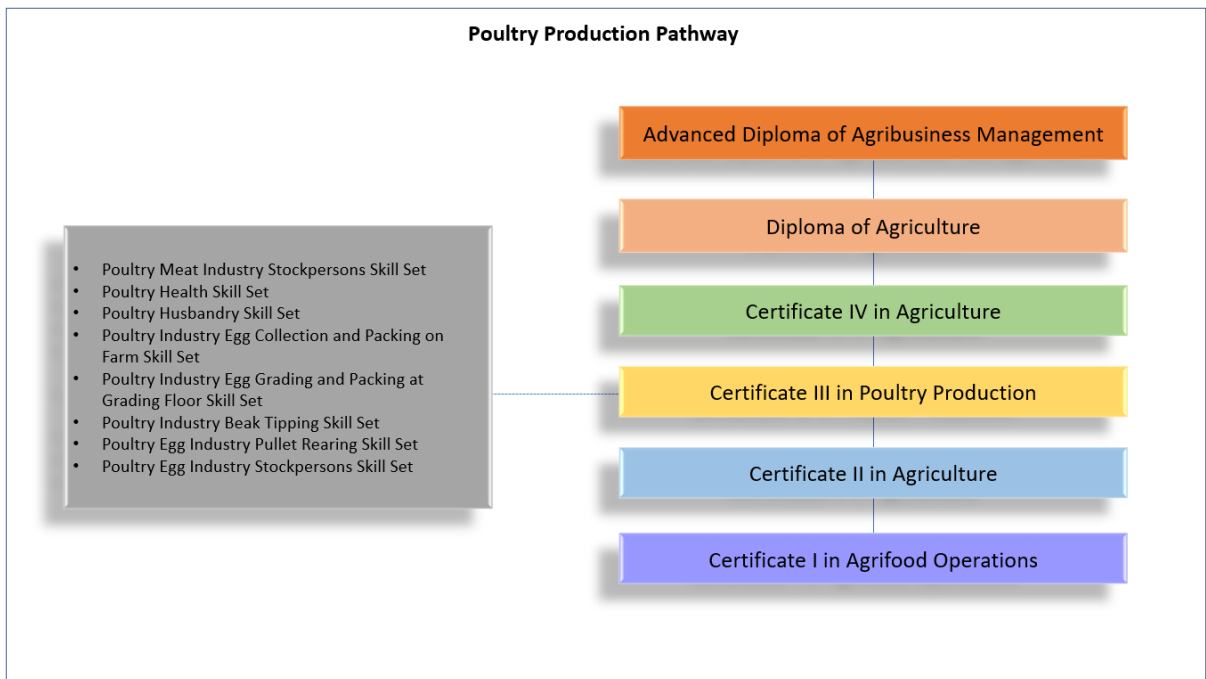 Poultry Production Pathway
Advanced Diploma of Agribusiness Management
Diploma of Agriculture
Certificate IV in Agriculture
Certificate III in Poultry Production
Certificate II in Agriculture
Certificate I in Agrifood Operations
• Poultry Meat Industry Stockpersons Skill Set
• Poultry Health Skill Set
• Poultry Husbandry Skill Set
• Poultry Industry Egg Collection and Packing on
Farm Skill Set
• Poultry Industry Egg Grading and Packing at
Grading Floor Skill Set
• Poultry Industry Beak Tipping Skill Set
• Poultry Egg Industry Pullet Rearing Skill Set
• Poultry Egg Industry Stockpersons Skill Set